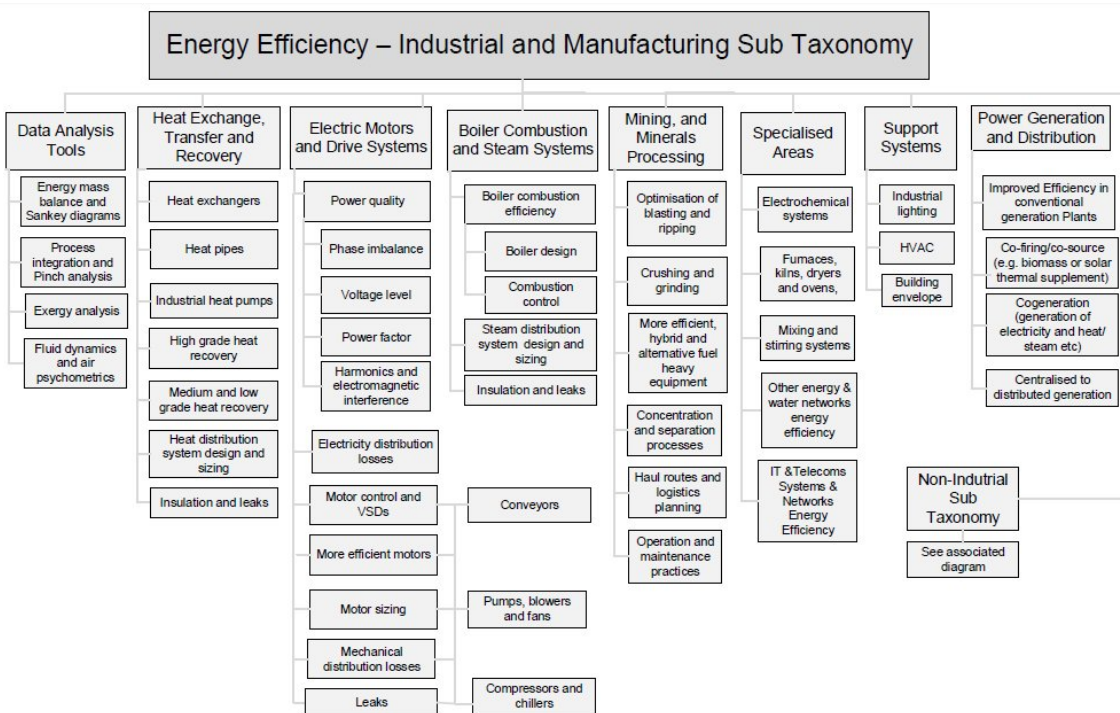 Energy Efficiency – Industrial and Manufacturing Sub Taxonomy
Data Analysis
Tools
Energy mass
balance and
Sankey diagrams
Process
integration and
Pinch analysis
Exergy analysis
Fluid dynamics
and air
psychometrics
Heat Exchange,
Transfer and
Recovery
Heat exchangers
Heat pipes
Industrial heat pumps
High grade heat
recovery
Medium and low
grade heat recovery
Heat distribution
system design and
sizing
Insulation and leaks
Electric Motors
and Drive Systems
Power quality
Phase imbalance
Voltage level
Power factor
Harmonics and
electromagnetic
interference
Electricity distribution
losses
Motor control and
VSDs
More efficient motors
Motor sizing
Mechanical
distribution losses
Leaks
Conveyors
Pumps, blowers
and fans
Compressors and
chillers
Boiler Combustion
and Steam Systems
Boiler combustion
efficiency
Boiler design
Combustion
control
Steam distribution
system design and
sizing
Insulation and leaks
Mining, and
Minerals
Processing
Optimisation of
blasting and
ripping
Crushing and
grinding
More efficient,
hybrid and
alternative fuel
heavy
equipment
Concentration
and separation
processes
Haul routes and
logistics
planning
Operation and
maintenance
practices
Specialised
Areas
Electrochemical
systems
Furnaces,
kilns, dryers
and ovens,
Mixing and
stirring systems
Other energy &
water networks
energy
efficiency
IT &Telecoms
Systems &
Networks
Energy
Efficiency
Support
Systems
Industrial
lighting
HVAC
Building
envelope
Power Generation
and Distribution
Improved Efficiency in
conventional
generation Plants
Co-firing/co-source
(e.g. biomass or solar
thermal supplement)
Cogeneration
(generation of
electricity and heat/
steam etc)
Centralised to
distributed generation
Non-Indutrial Sub
Taxonomy
See associated
diagram